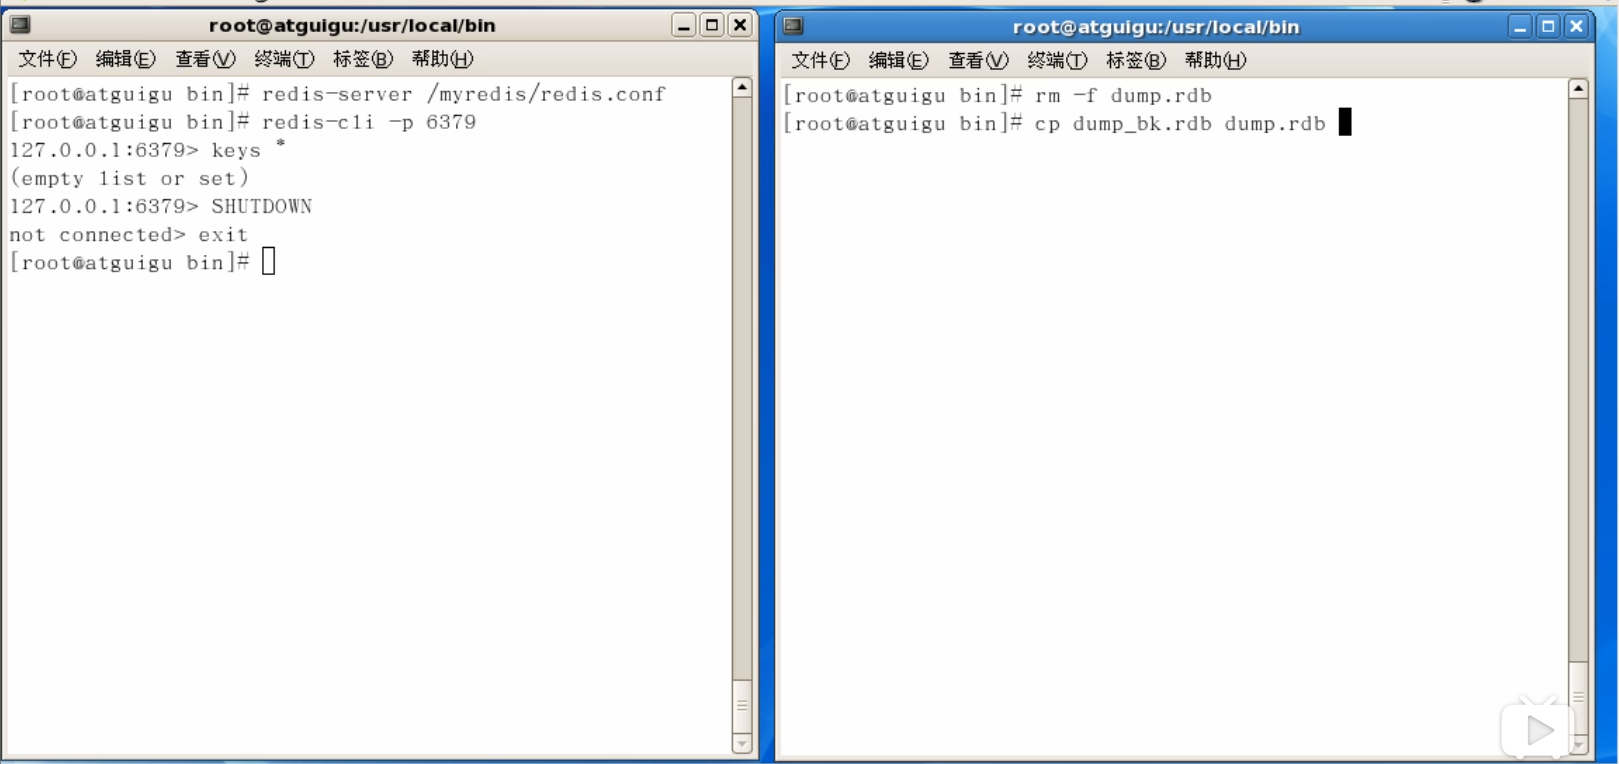 root@atguigu:/usr/local/bin
文件(F) 编辑(E) 查看(V) 终端(T) 标签(B) 帮助(H)
[root@atguigu bin]# redis-server /myredis/redis.conf
[root@atguigu bin]# redis-cli -p 6379
127.0.0.1:6379> keys *
(empty list or set)
127.0.0.1:6379> SHUTDOWN
not connected> exit
[root@atguigu bin]#
root@atguigu:/usr/local/bin
文件(F) 编辑(E) 查看(V) 终端(T) 标签(B) 帮助(H)
[root@atguigu bin]# rm -f dump.rdb
[root@atguigu bin]# cp dump_bk.rdb dump.rdb